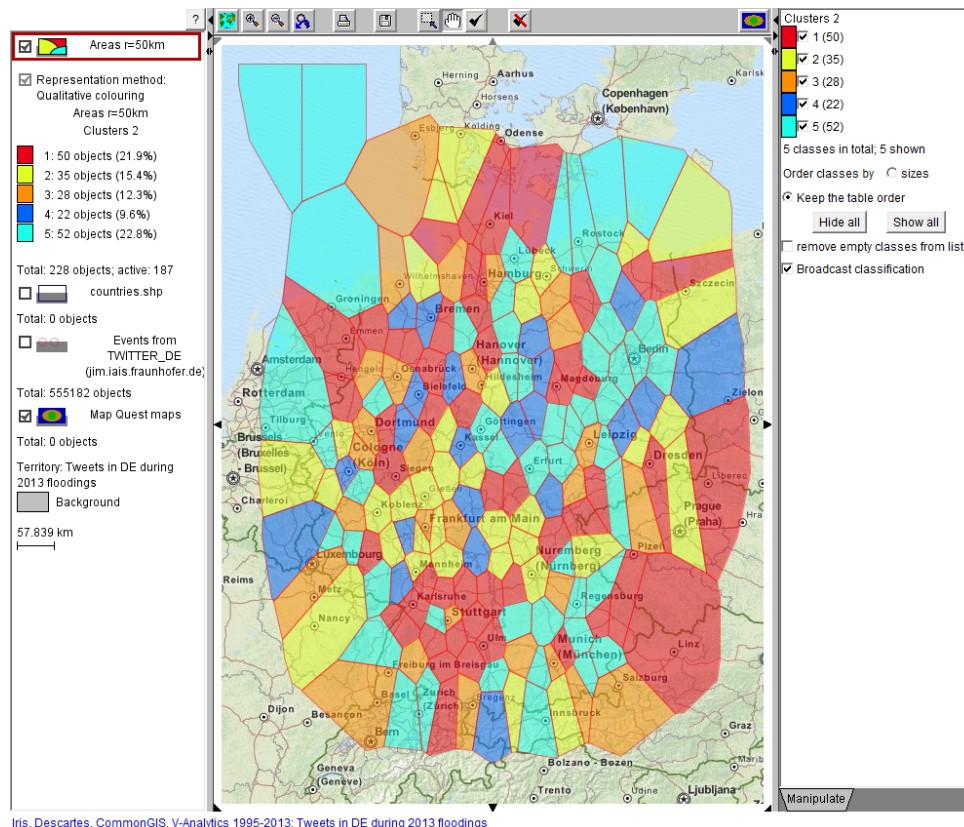 ?
Areas r=50km
Representation method:
Qualitative colouring
Areas r=50km
Clusters 2
1: 50 objects (21.9%)
2: 35 objects (15.4%)
3: 28 objects (12.3%)
4: 22 objects (9.6%)
5: 52 objects (22.8%)
Total: 228 objects; active: 187
countries.shp
Total: 0 objects
Events from
TWITTER_DE
(jim.iais.fraunhofer.de)
Total: 555182 objects
Map Quest maps
Total: 0 objects
Territory: Tweets in DE during
2013 floodings
Background
57.839 km
Herning
Aarhus
Horsens
Copenhagen
(København)
Esbjerg
Kolding
Odense
Kiel
Rostock
Lübeck
Wilhelmshaven
Hamburg
Schwerin
Szczecin
Groningen
Bremen
Emmen
Hanover
(Hannover)
Berlin
Amsterdam
Hengelo
Osnabrück
Bielefeld
Hildesheim
Magdeburg
Rotterdam
Zielon
Tilburg
Venlo
Dortmund
Göttingen
Kassel
Leipzig
Brussels
(Bruxelles
- Brussel)
Cologne
(Köln)
Siegen
Erfurt
Dresden
Liberec
Charleroi
Koblenz
Gießen
Frankfurt am Main
Prague
(Praha)
Hra
Luxembourg
Mannheim
Nuremberg
(Nürnberg)
Plzen
Reims
Metz
Nancy
Karlsruhe
Stuttgart
Regensburg
Ulm
Munich
(München)
Linz
Freiburg im Breisgau
Salzburg
Basel
Zurich
(Zürich)
Bregenz
Innsbruck
Dijon
Besançon
Bern
Graz
Geneva
(Genève)
Bolzano - Bozen
Marib
Trento
Udine
Ljubljana
Clusters 2
1 (50)
2 (35)
3 (28)
4 (22)
5 (52)
5 classes in total; 5 shown
Order classes by sizes
Keep the table order
Hide all Show all
remove empty classes from list
Broadcast classification
Manipulate
Iris, Descartes, CommonGIS, V-Analytics 1995-2013: Tweets in DE during 2013 floodings